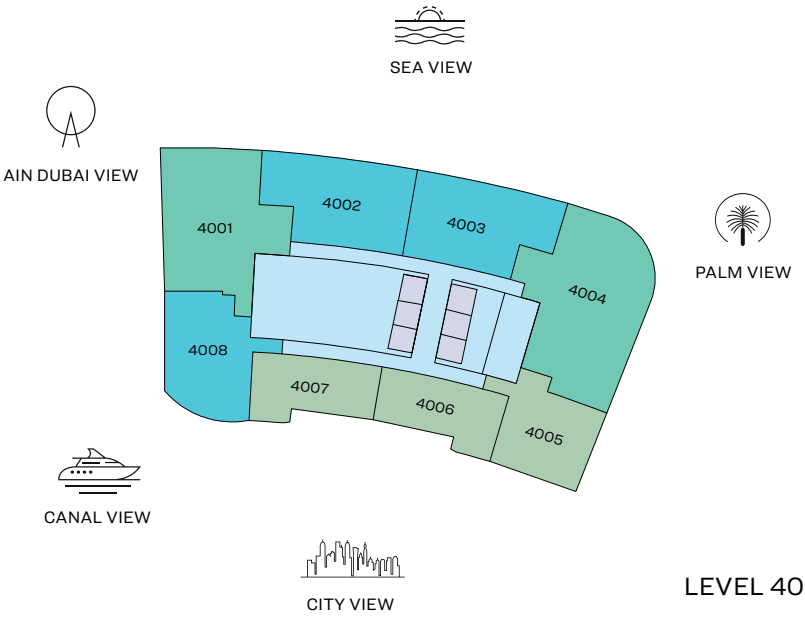 SEA VIEW
AIN DUBAI VIEW
4001
4002
4003
4004
PALM VIEW
4008
4007
4006
4005
CANAL VIEW
CITY VIEW
LEVEL 40